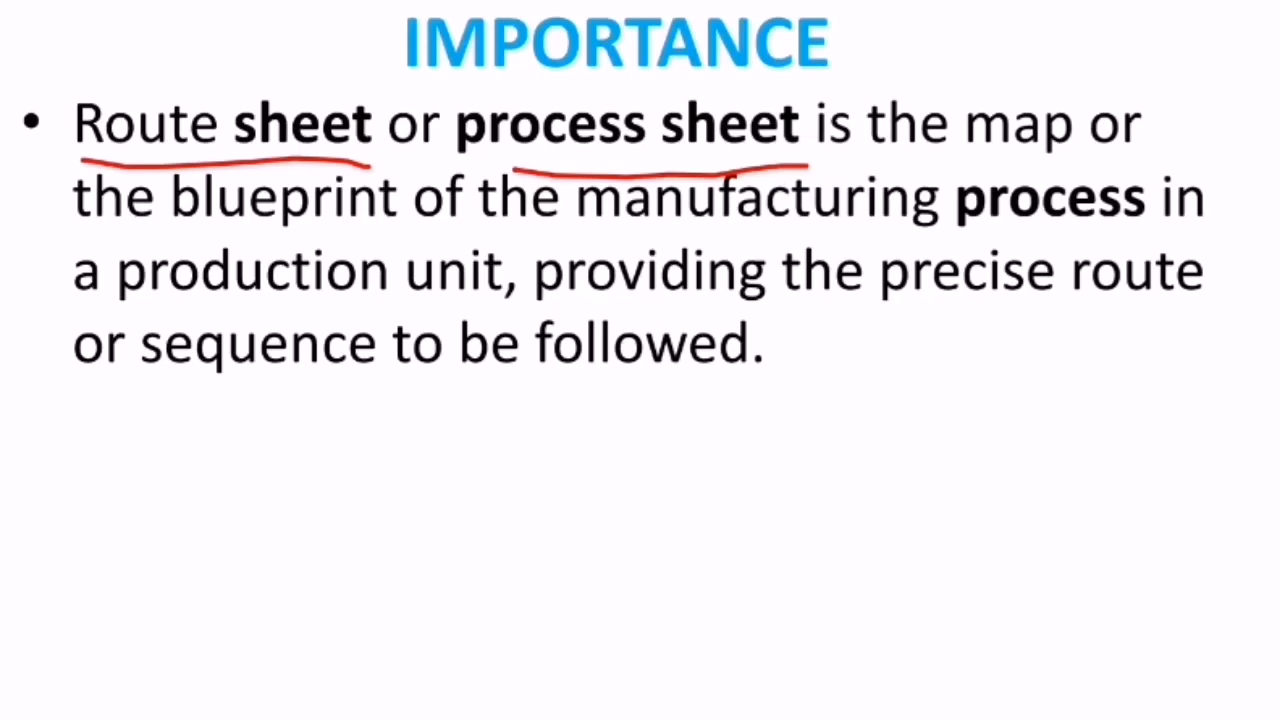 IMPORTANCE
• Route sheet or process sheet is the map or
the blueprint of the manufacturing process in
a production unit, providing the precise route
or sequence to be followed.